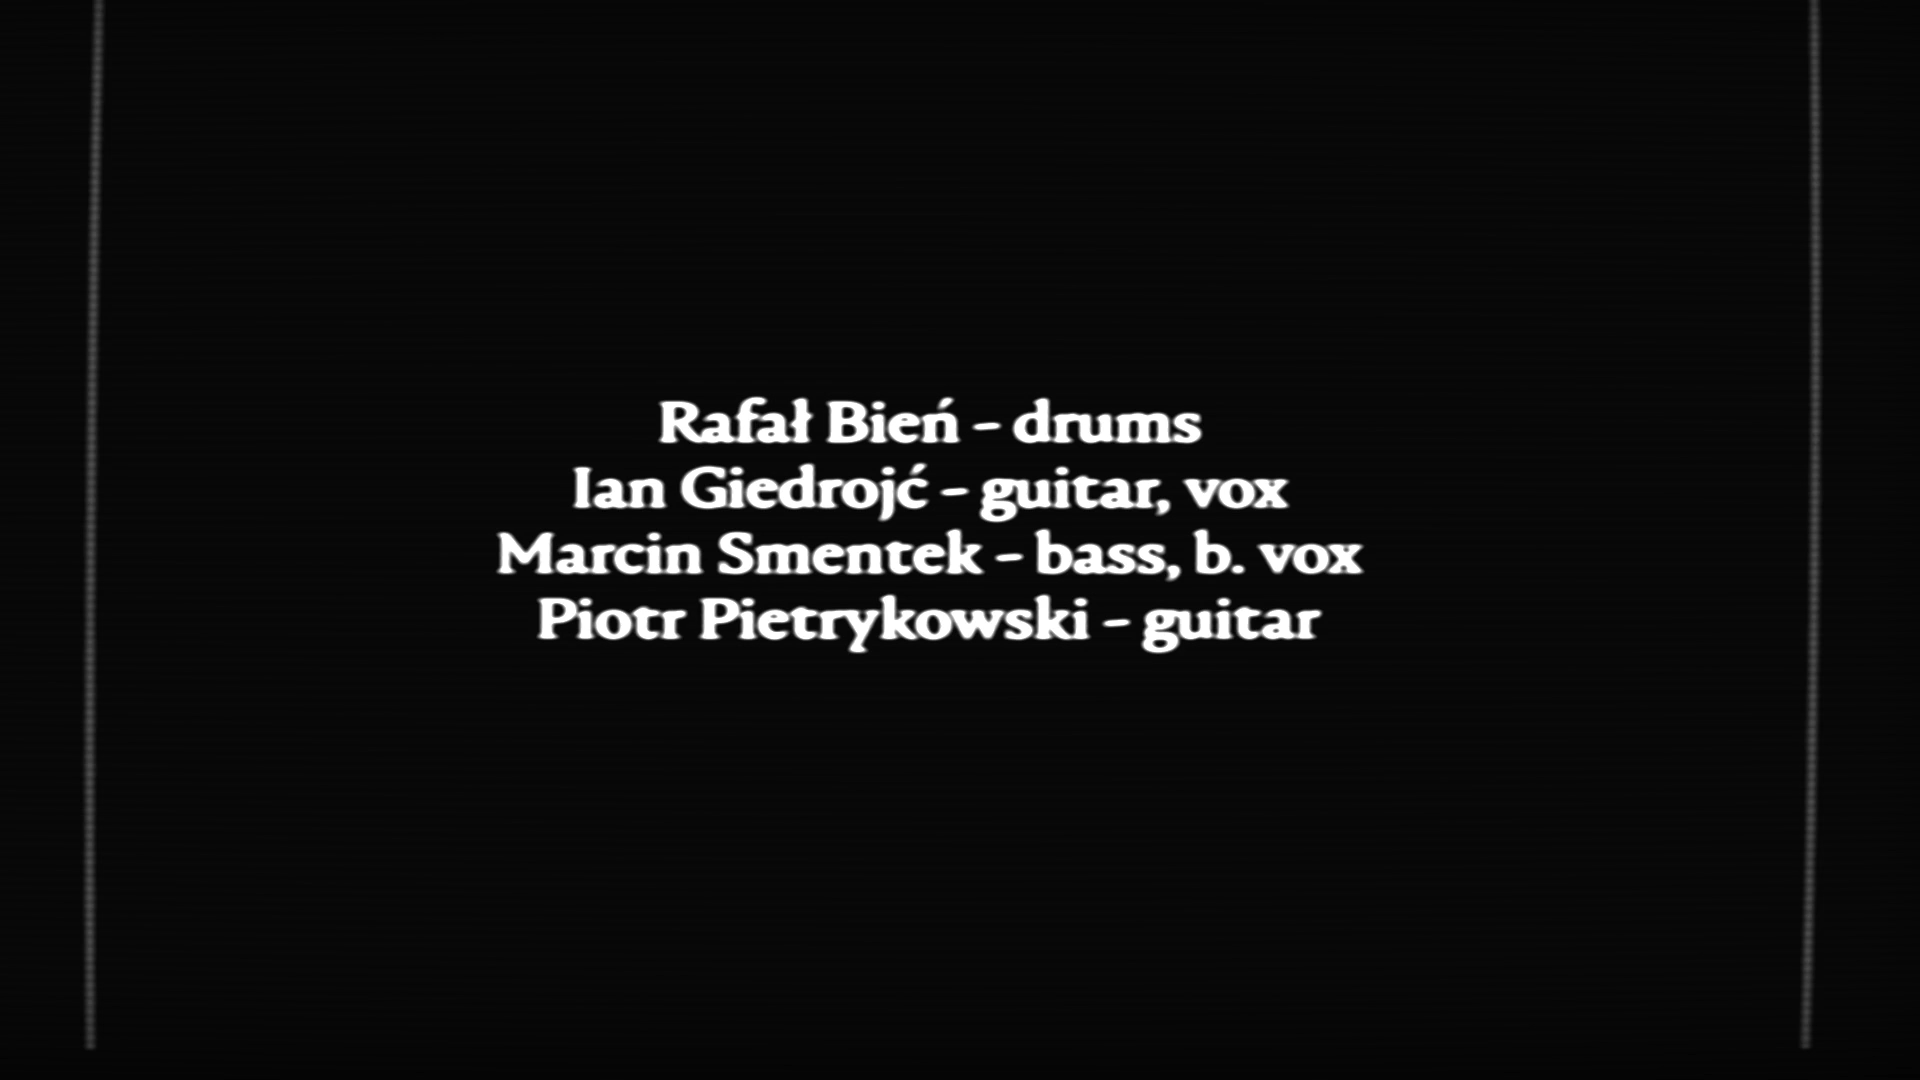 Rafał Bień - drums
Ian Giedrojć - guitar, vox
Marcin Smentek - bass, b. vox
Piotr Pietrykowski - guitar